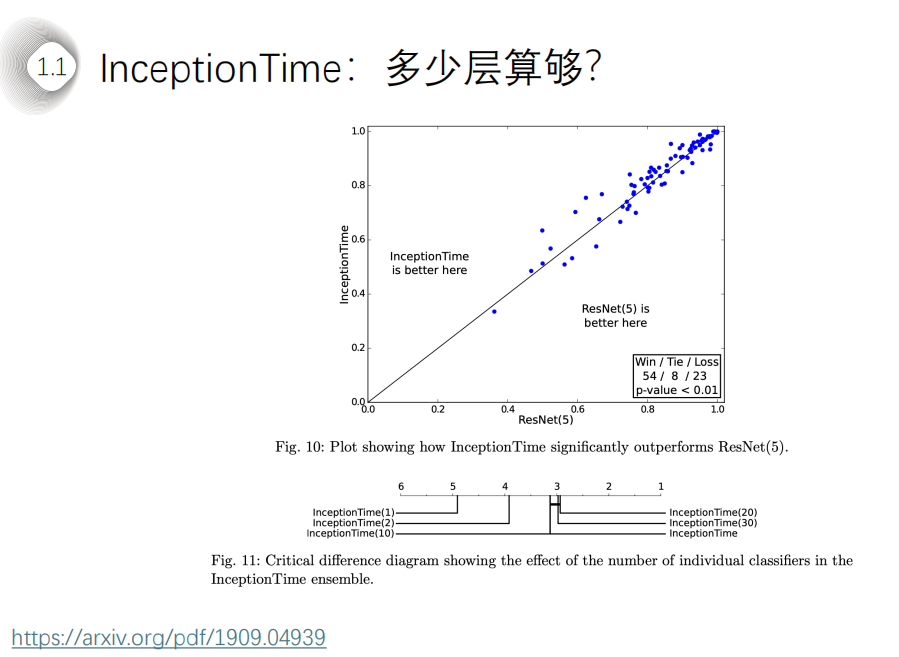 1.1
InceptionTime：多少层算够?
1.0
0.8
0.6
0.4
0.2
0.0
InceptionTime
InceptionTime
is better here
ResNet(5) is
better here
Win / Tie / Loss
54 / 8 / 23
p-value < 0.01
0.0 0.2 0.4 0.6 0.8 1.0
ResNet(5)
Fig. 10: Plot showing how InceptionTime significantly outperforms ResNet(5).
6 5 4 3 2 1
InceptionTime(1) InceptionTime(20)
InceptionTime(2) InceptionTime(30)
InceptionTime(10) InceptionTime
Fig. 11: Critical difference diagram showing the effect of the number of individual classifiers in the
InceptionTime ensemble.
https://arxiv.org/pdf/1909.04939